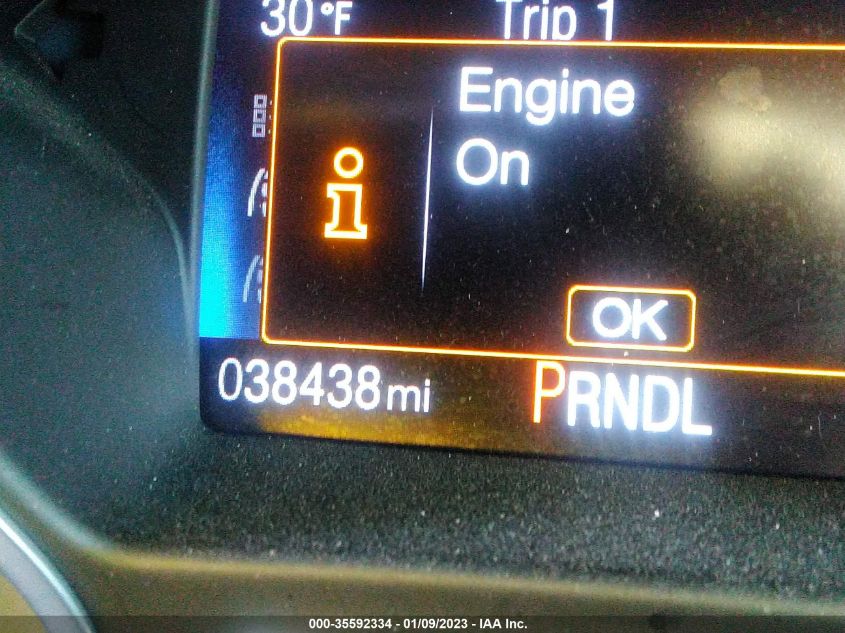 30°F Trip 1
Engine
On
i
OK
038438 mi PRNDL
000-35592334 - 01/09/2023 - IAA Inc.